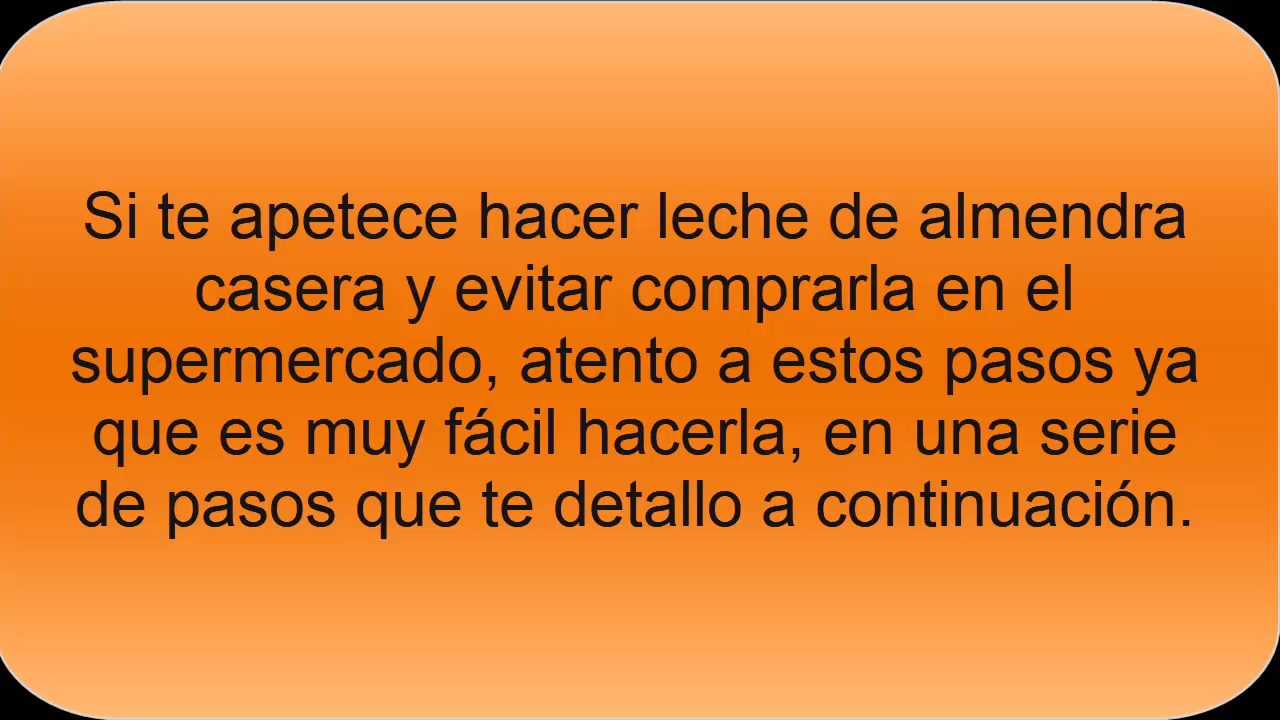 Si te apetece hacer leche de almendra
casera y evitar comprarla en el
supermercado, atento a estos pasos ya
que es muy fácil hacerla, en una serie
de pasos que te detallo a continuación.